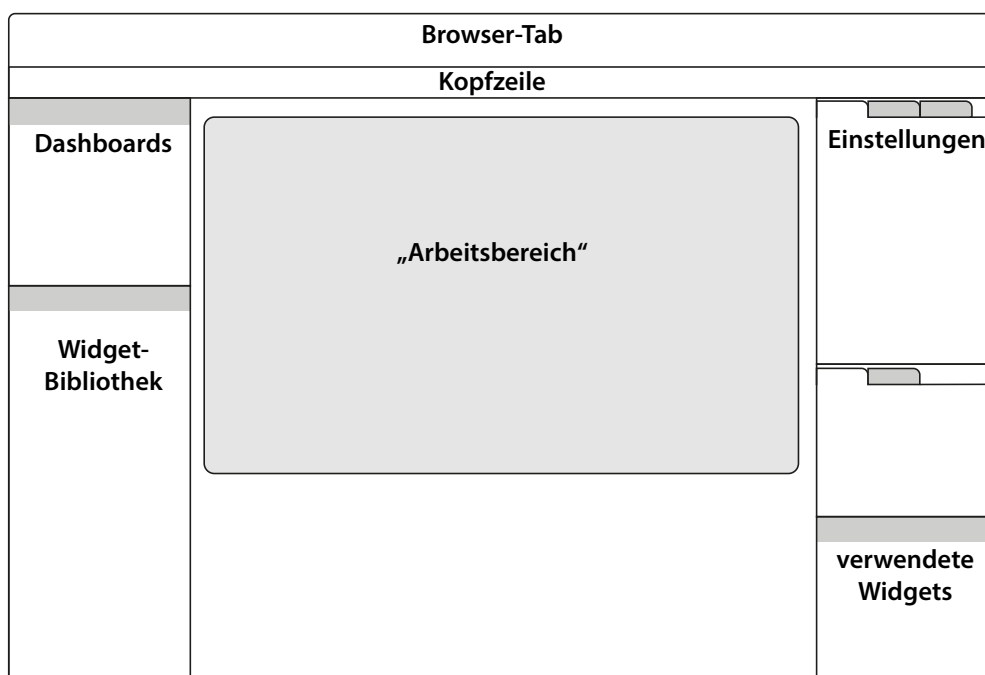 Browser-Tab
Kopfzeile
Dashboards
Widget-
Bibliothek
„Arbeitsbereich“
Einstellungen
verwendete
Widgets